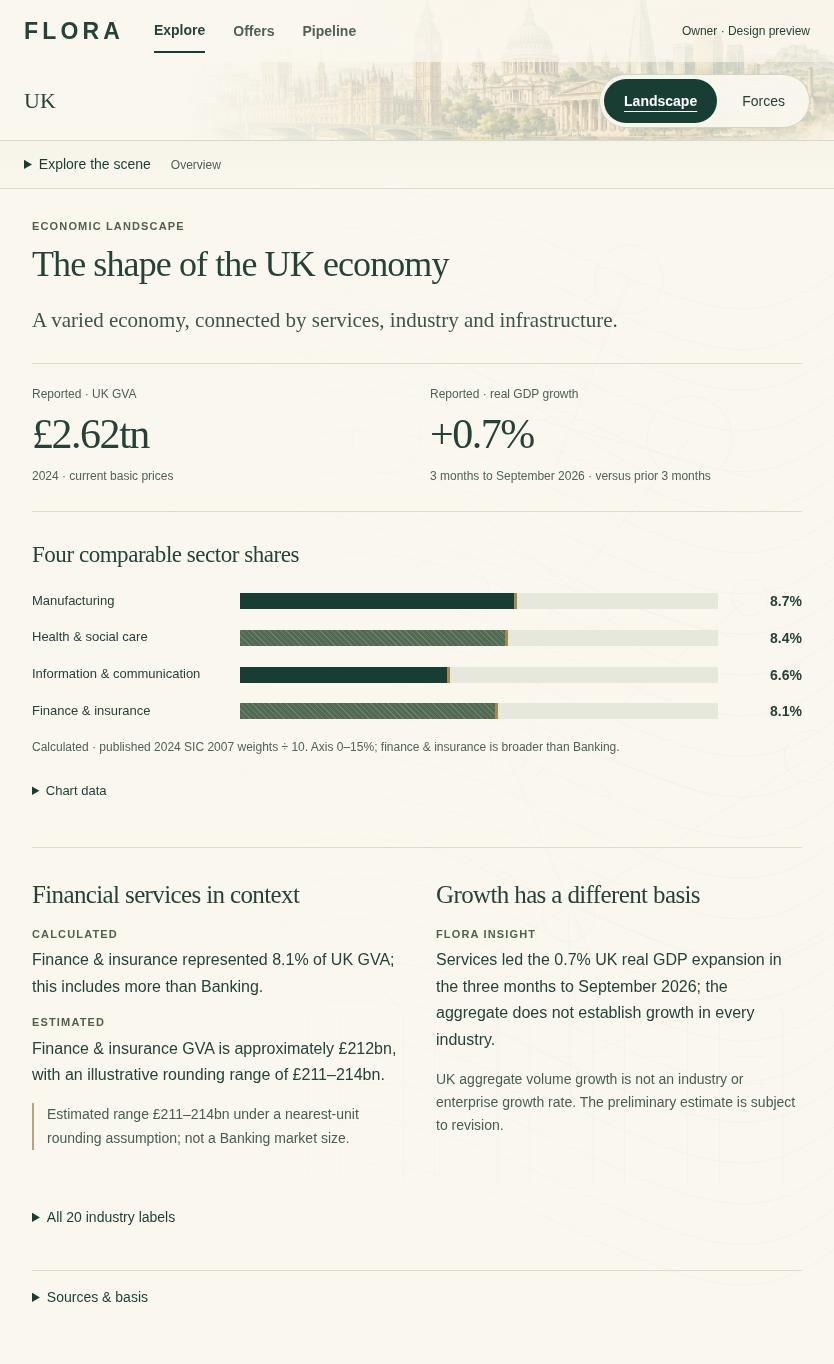 FLORA
Explore
Offers
Pipeline
Owner · Design preview
UK
Landscape
Forces
Explore the scene
Overview
ECONOMIC LANDSCAPE
The shape of the UK economy
A varied economy, connected by services, industry and infrastructure.
Reported · UK GVA
£2.62tn
2024 · current basic prices
Reported · real GDP growth
+0.7%
3 months to September 2026 · versus prior 3 months
Four comparable sector shares
Manufacturing 8.7%
Health & social care 8.4%
Information & communication 6.6%
Finance & insurance 8.1%
Calculated · published 2024 SIC 2007 weights ÷ 10. Axis 0–15%; finance & insurance is broader than Banking.
Chart data
Financial services in context
CALCULATED
Finance & insurance represented 8.1% of UK GVA;
this includes more than Banking.
ESTIMATED
Finance & insurance GVA is approximately £212bn,
with an illustrative rounding range of £211–214bn.
Estimated range £211–214bn under a nearest-unit
rounding assumption; not a Banking market size.
Growth has a different basis
FLORA INSIGHT
Services led the 0.7% UK real GDP expansion in
the three months to September 2026; the
aggregate does not establish growth in every
industry.
UK aggregate volume growth is not an industry or
enterprise growth rate. The preliminary estimate is subject
to revision.
All 20 industry labels
Sources & basis